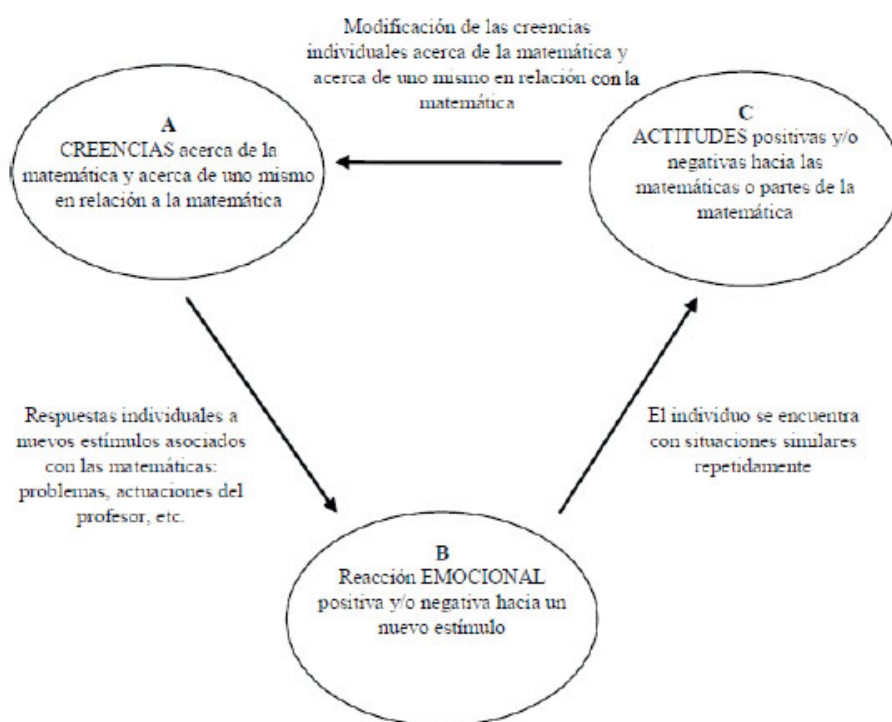 Modificación de las creencias
individuales acerca de la matemática y
acerca de uno mismo en relación con la
matemática
A
CREENCIAS acerca de la
matemática y acerca de uno mismo
en relación a la matemática
C
ACTITUDES positivas y/o
negativas hacia las
matemáticas o partes de la
matemática
Respuestas individuales a
nuevos estímulos asociados
con las matemáticas:
problemas, actuaciones del
profesor, etc.
El individuo se encuentra
con situaciones similares
repetidamente
B
Reacción EMOCIONAL
positiva y/o negativa hacia un
nuevo estímulo